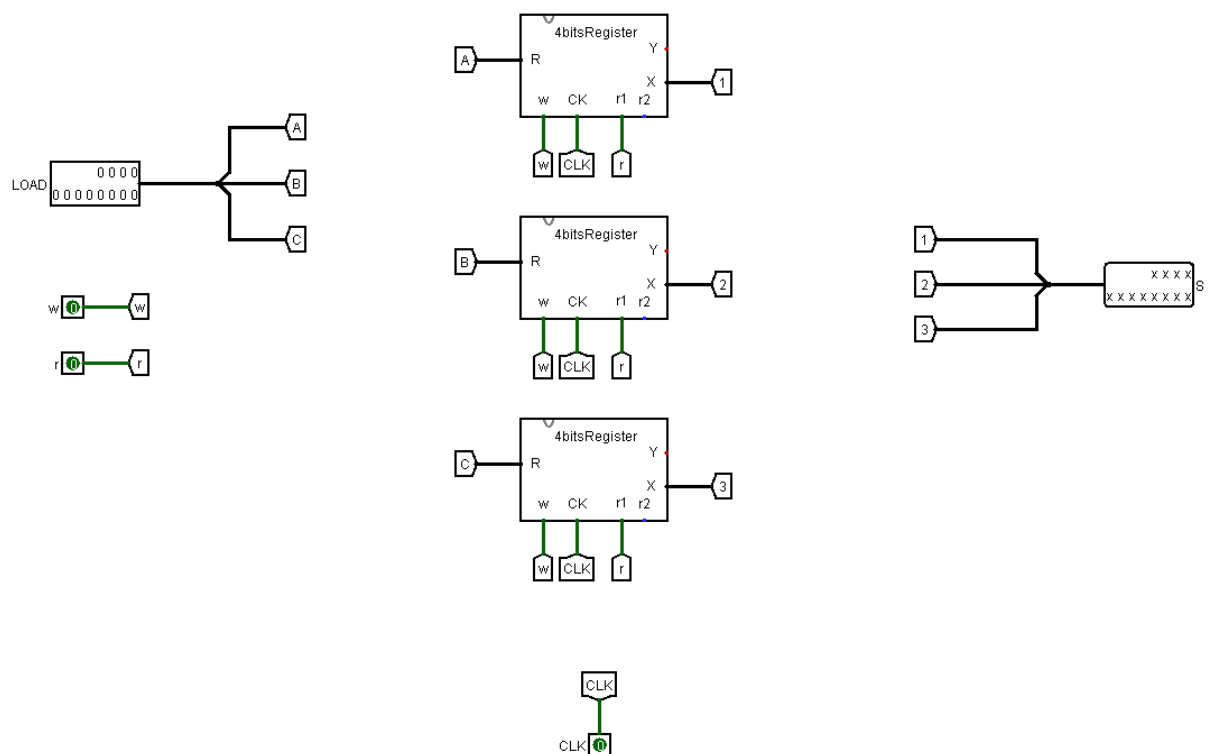 4bitsRegister
Y
A
R
X
1
w CK r1 r2
w CLK r
A
0 0 0 0
LOAD
0 0 0 0 0 0 0 0
B
C
w 0 w
r 0 r
4bitsRegister
Y
B
R
X
2
w CK r1 r2
w CLK r
1
2
3
x x x x
S
x x x x x x x x
4bitsRegister
Y
C
R
X
3
w CK r1 r2
w CLK r
CLK
CLK 0